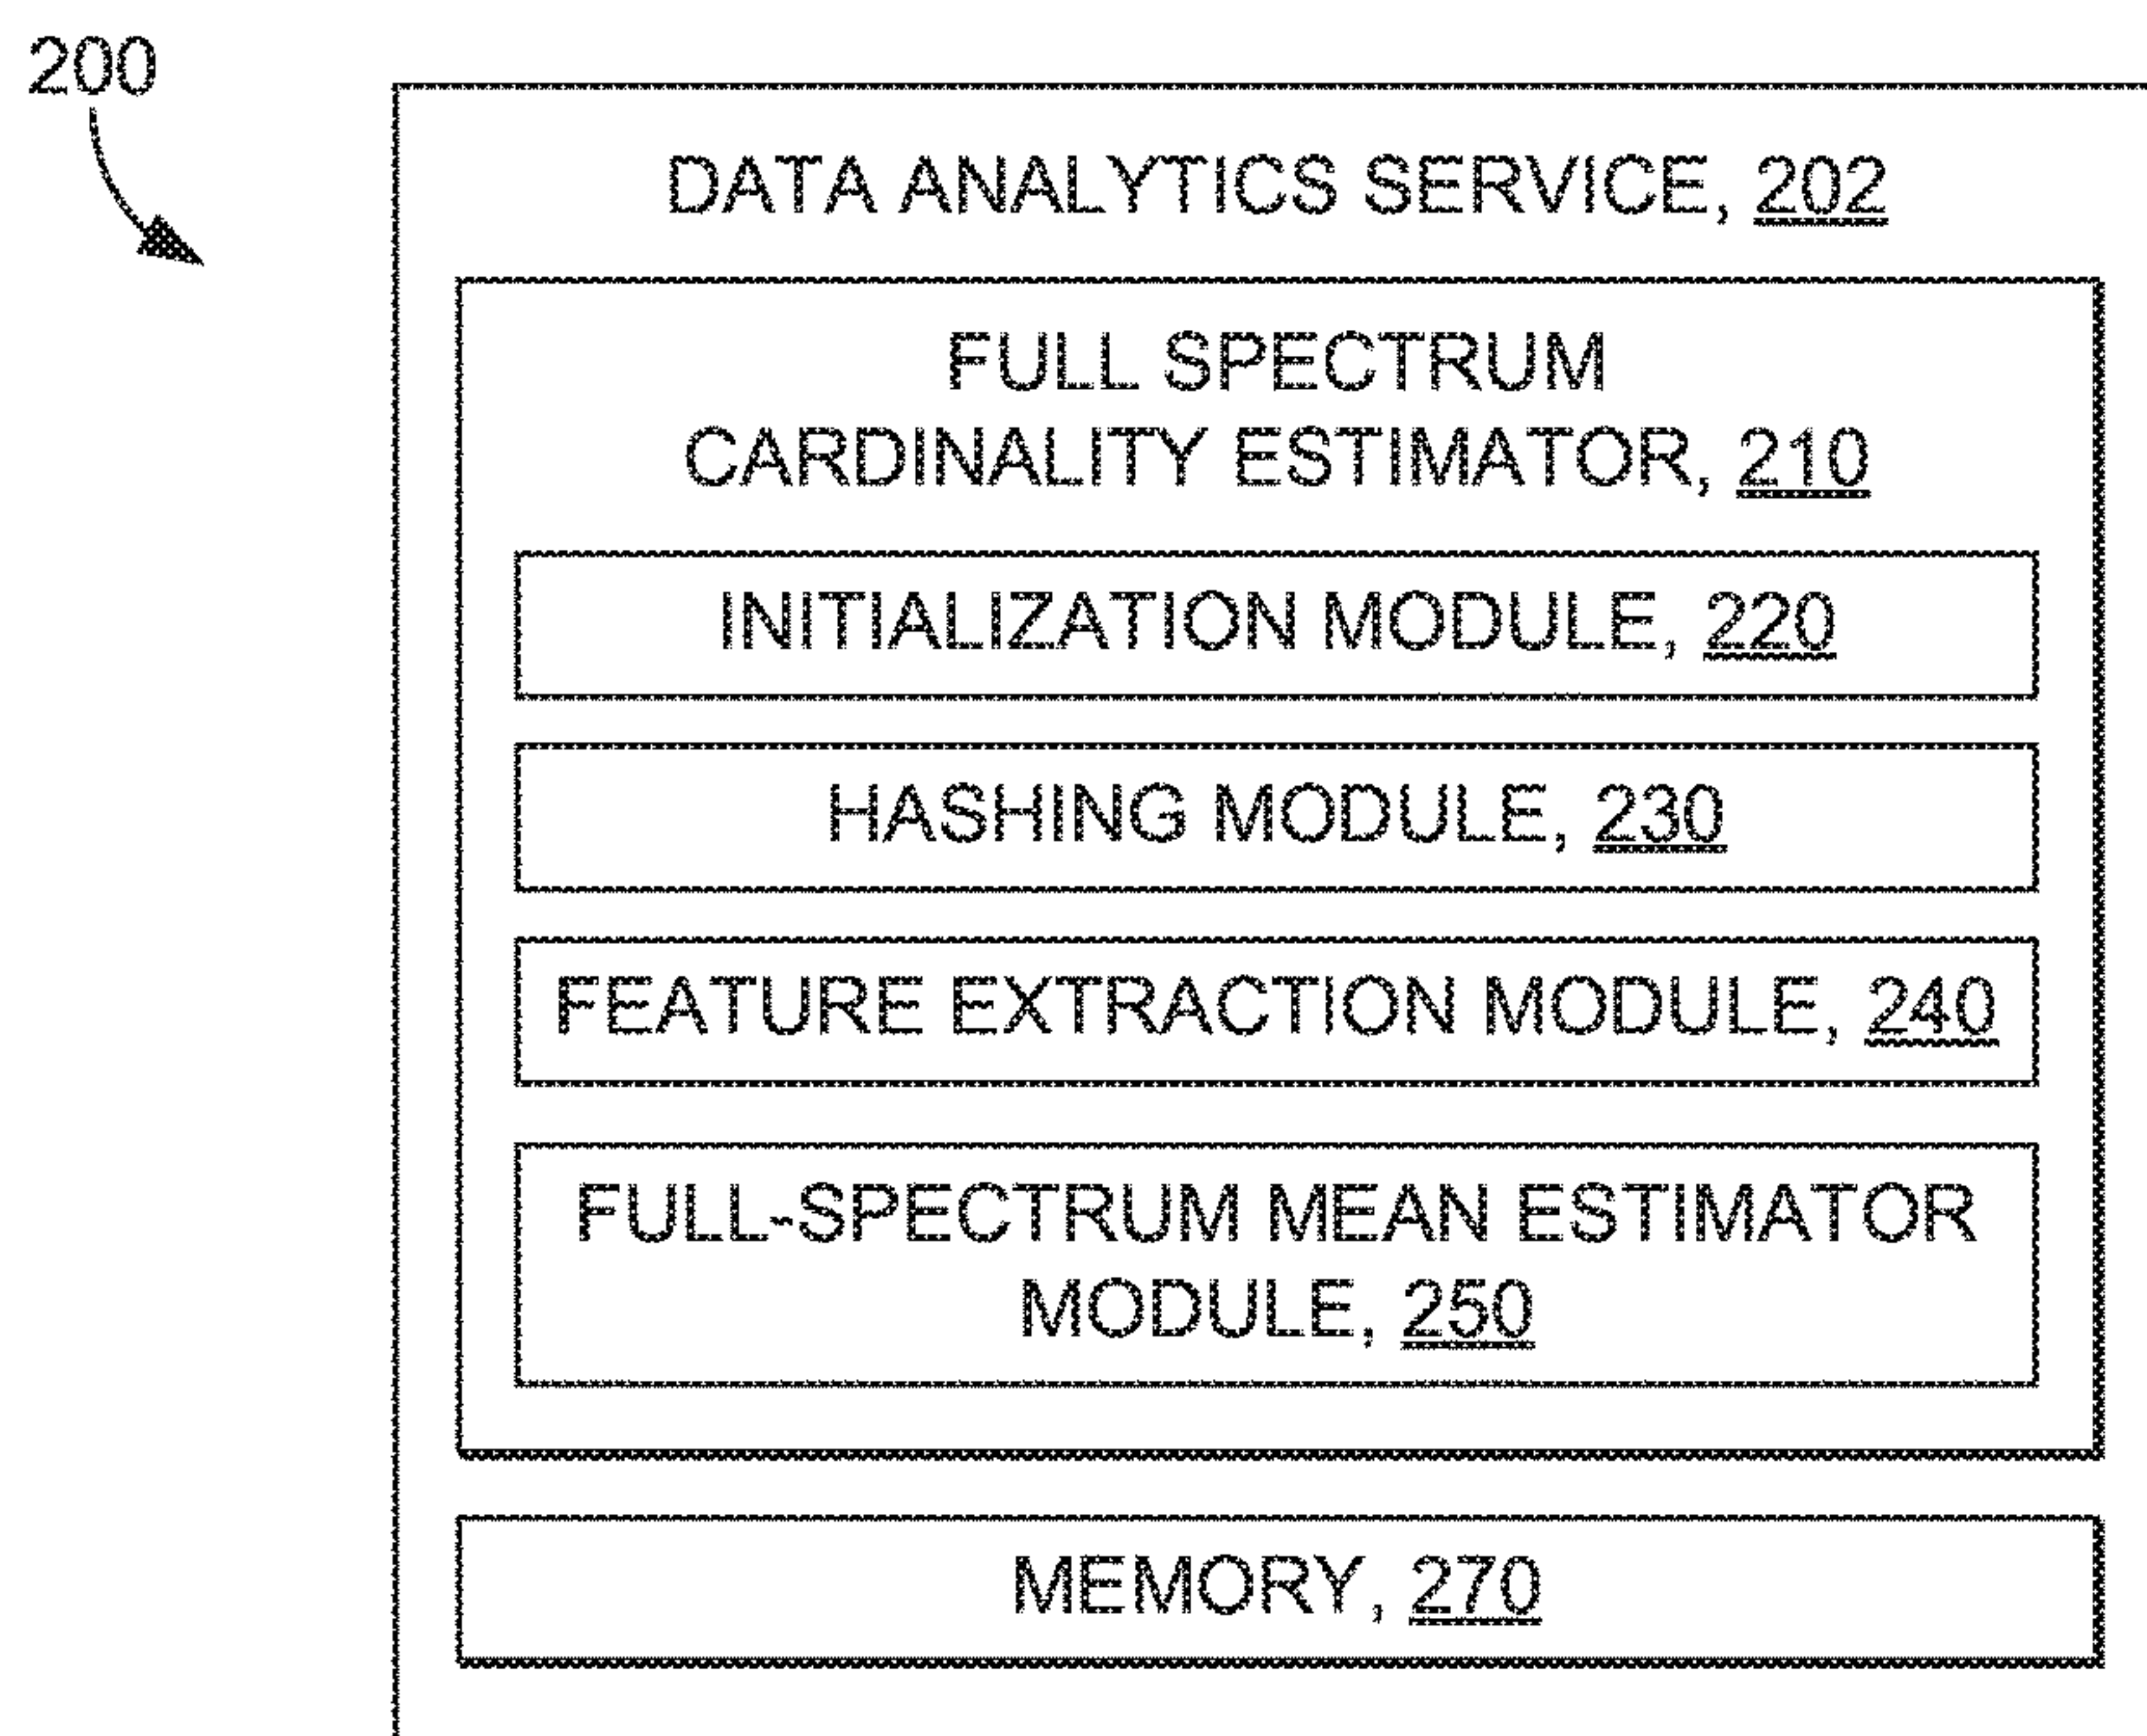 200
DATA ANALYTICS SERVICE, 202
FULL SPECTRUM
CARDINALITY ESTIMATOR, 210
INITIALIZATION MODULE, 220
HASHING MODULE, 230
FEATURE EXTRACTION MODULE, 240
FULL-SPECTRUM MEAN ESTIMATOR
MODULE, 250
MEMORY, 270